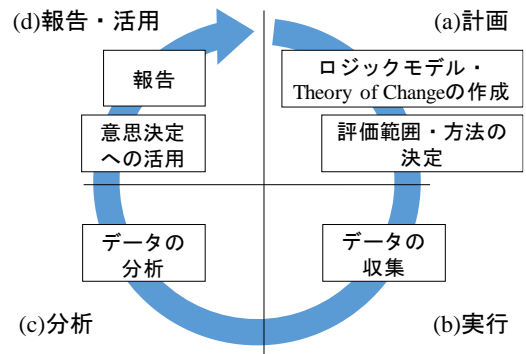 (d)報告・活用
(a)計画
報告
ロジックモデル・
Theory of Changeの作成
意思決定
への活用
評価範囲・方法の
決定
データの
分析
データの
収集
(c)分析
(b)実行